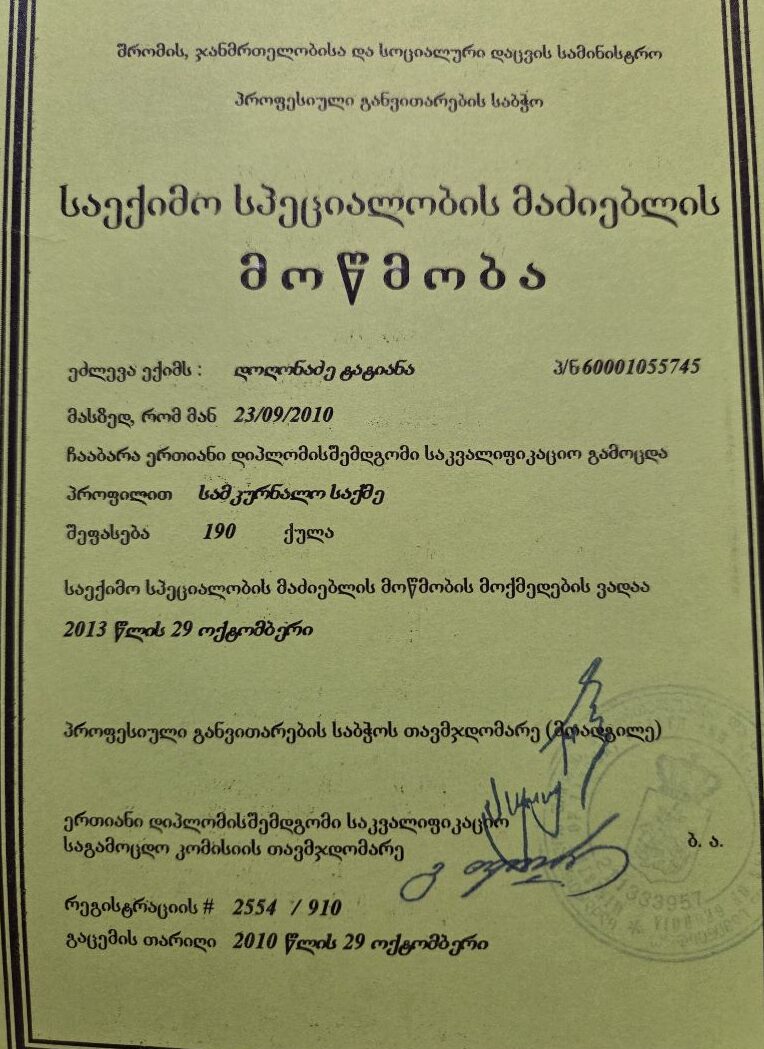 შრომის, ჯანმრთელობისა და სოციალური დაცვის სამინისტრო
პროფესიული განვითარების საბჭო
საექიმო სპეციალობის მაძიებლის
მოწმობა
ეძლევა ექიმს : დოლონაძე ტატიანა პ/ნ 60001055745
მასზედ, რომ მან 23/09/2010
ჩააბარა ერთიანი დიპლომისშემდგომი საკვალიფიკაციო გამოცდა
პროფილით სამკურნალო საქმე
შეფასება 190 ქულა
საექიმო სპეციალობის მაძიებლის მოწმობის მოქმედების ვადაა
2013 წლის 29 ოქტომბერი
პროფესიული განვითარების საბჭოს თავმჯდომარე (მოადგილე)
ერთიანი დიპლომისშემდგომი საკვალიფიკაციო
საგამოცდო კომისიის თავმჯდომარე
ბ. ა.
რეგისტრაციის # 2554 / 910
გაცემის თარიღი 2010 წლის 29 ოქტომბერი